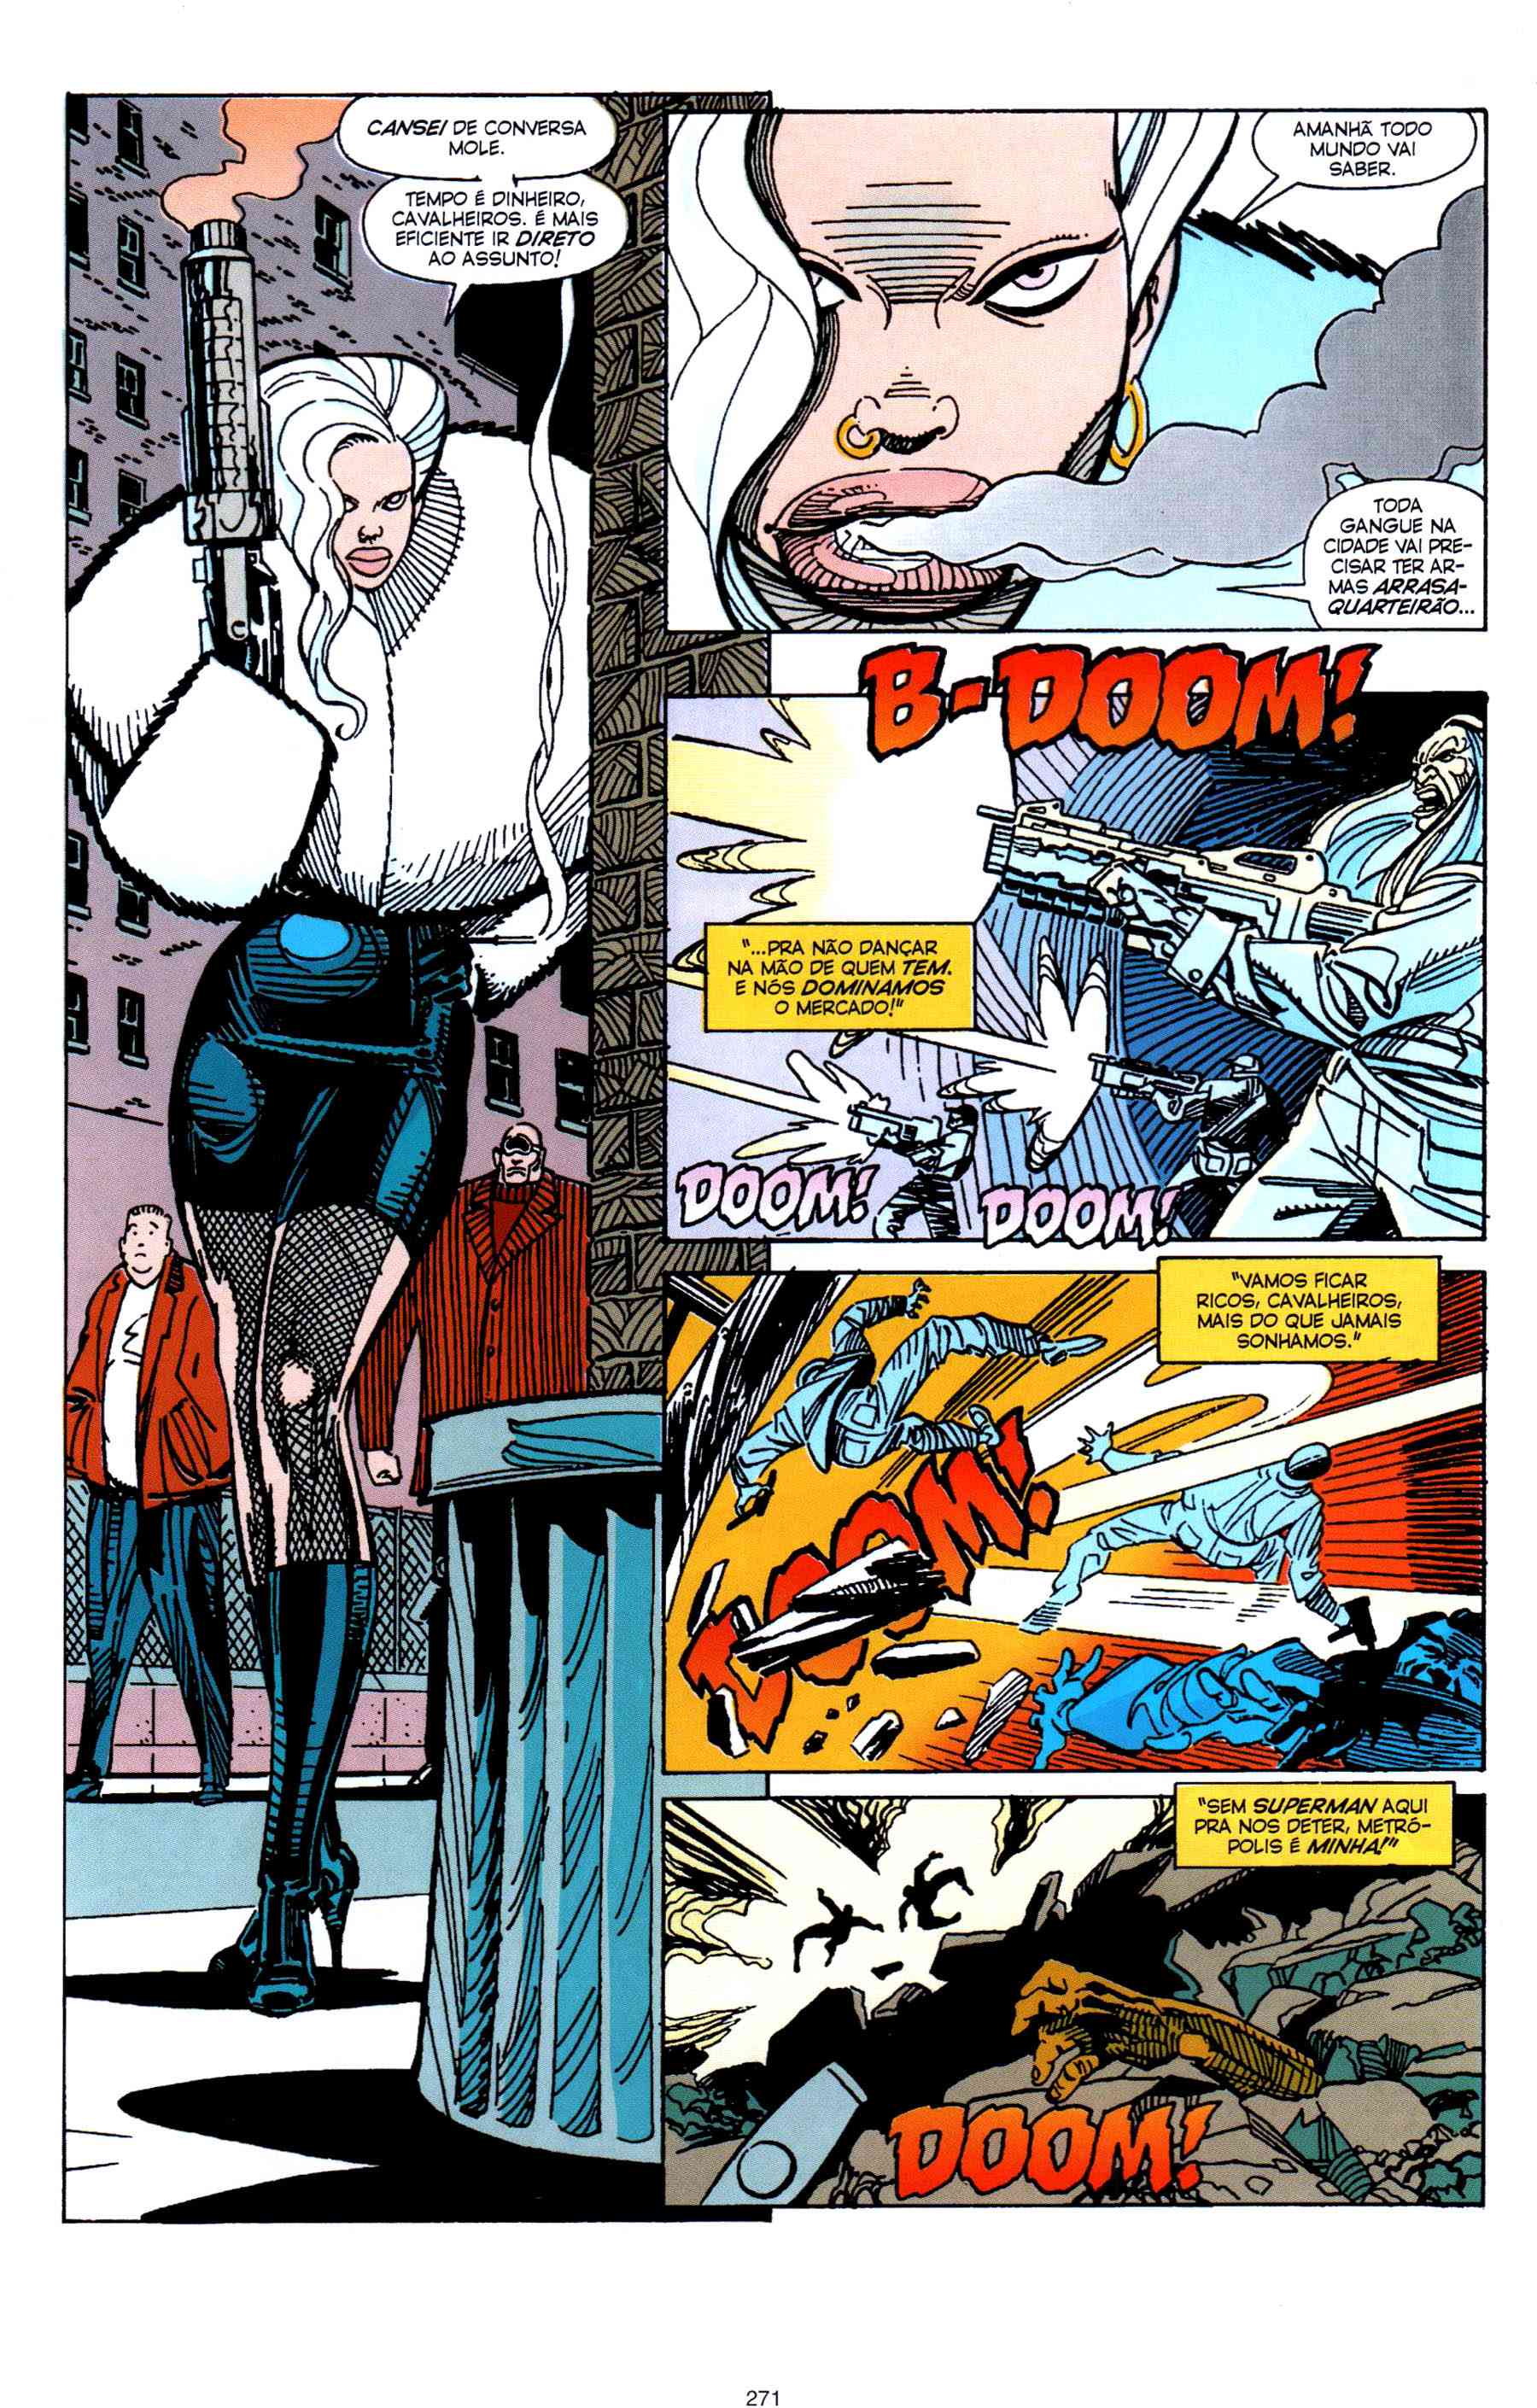 CANSEI DE CONVERSA
MOLE.
TEMPO É DINHEIRO,
CAVALHEIROS. É MAIS
EFICIENTE IR DIRETO
AO ASSUNTO!
AMANHÃ TODO
MUNDO VAI
SABER.
TODA
GANGUE NA
CIDADE VAI PRE-
CISAR TER AR-
MAS ARRASA-
QUARTEIRÃO...
B-DOOM!
"...PRA NÃO DANÇAR
NA MÃO DE QUEM TEM.
E NÓS DOMINAMOS
O MERCADO!"
DOOM!
DOOM!
"VAMOS FICAR
RICOS, CAVALHEIROS,
MAIS DO QUE JAMAIS
SONHAMOS."
DOOM!
"SEM SUPERMAN AQUI
PRA NOS DETER, METRÓ-
POLIS É MINHA!"
DOOM!
271